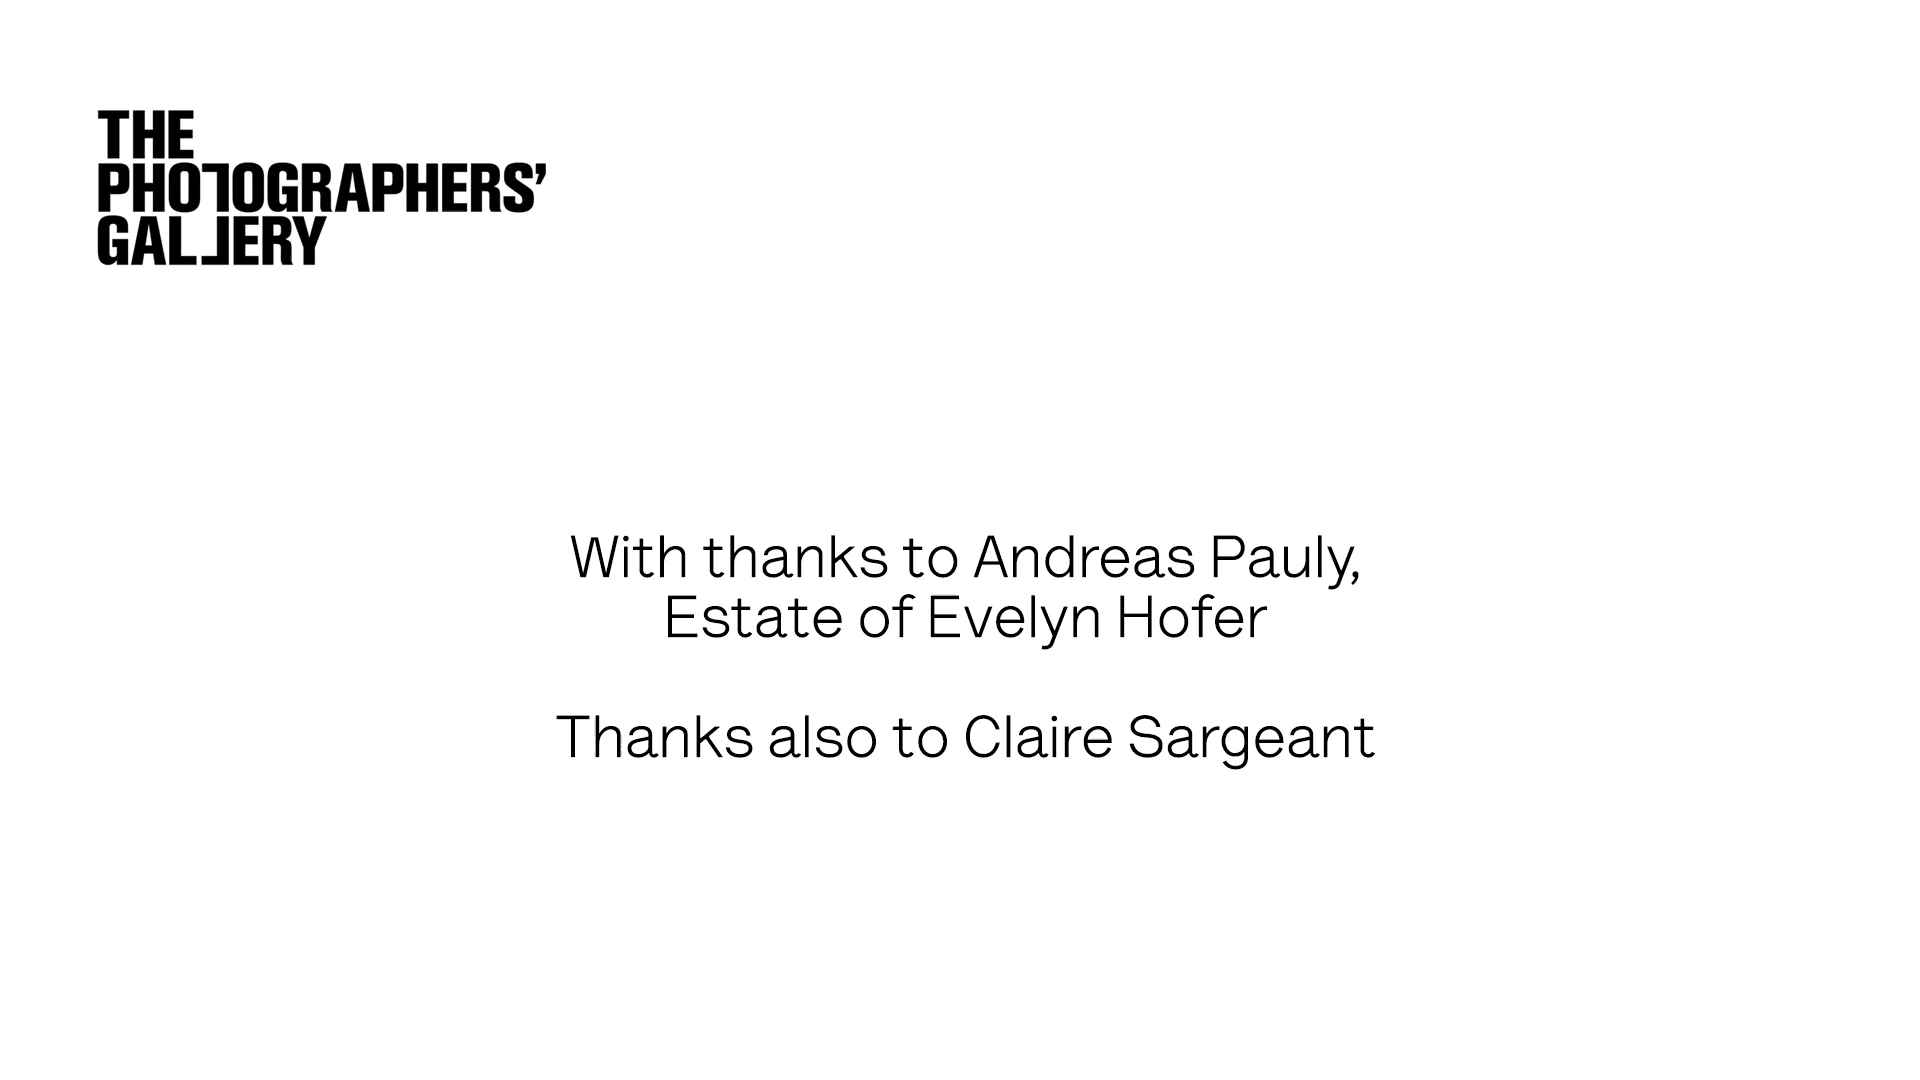 THE
PHOTOGRAPHERS’
GALLERY
With thanks to Andreas Pauly,
Estate of Evelyn Hofer
Thanks also to Claire Sargeant